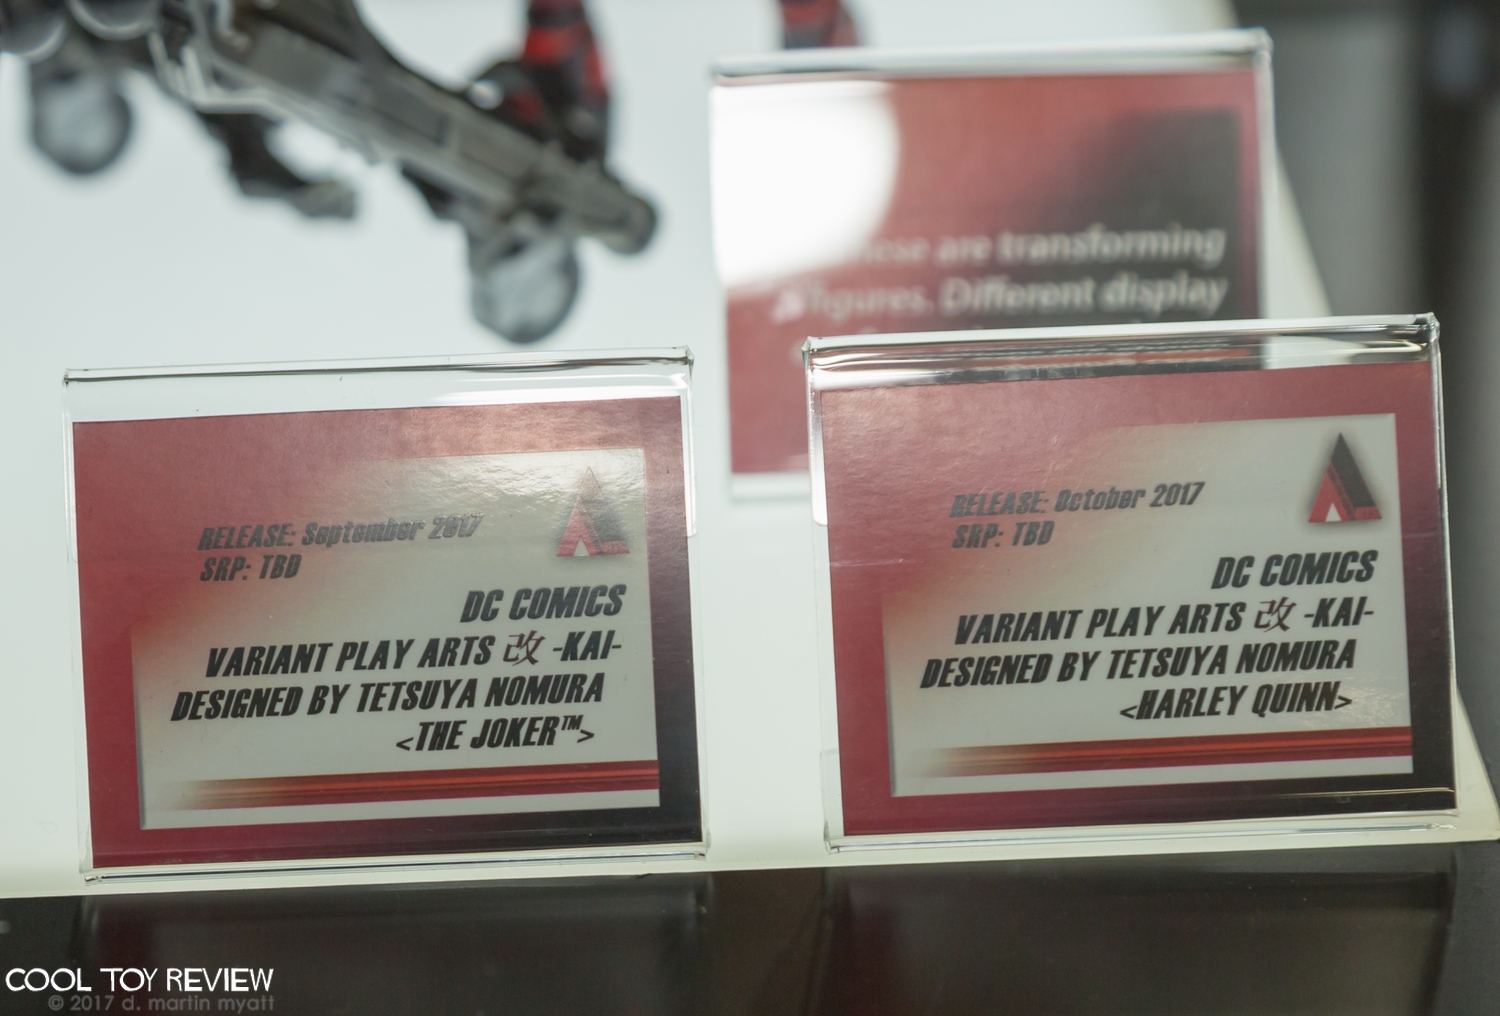 are transforming
figures. Different display
RELEASE: September 2017
SRP: TBD
DC COMICS
VARIANT PLAY ARTS 改 -KAI-
DESIGNED BY TETSUYA NOMURA
<THE JOKER™>
RELEASE: October 2017
SRP: TBD
DC COMICS
VARIANT PLAY ARTS 改 -KAI-
DESIGNED BY TETSUYA NOMURA
<HARLEY QUINN>
COOL TOY REVIEW
© 2017 d. martin myatt